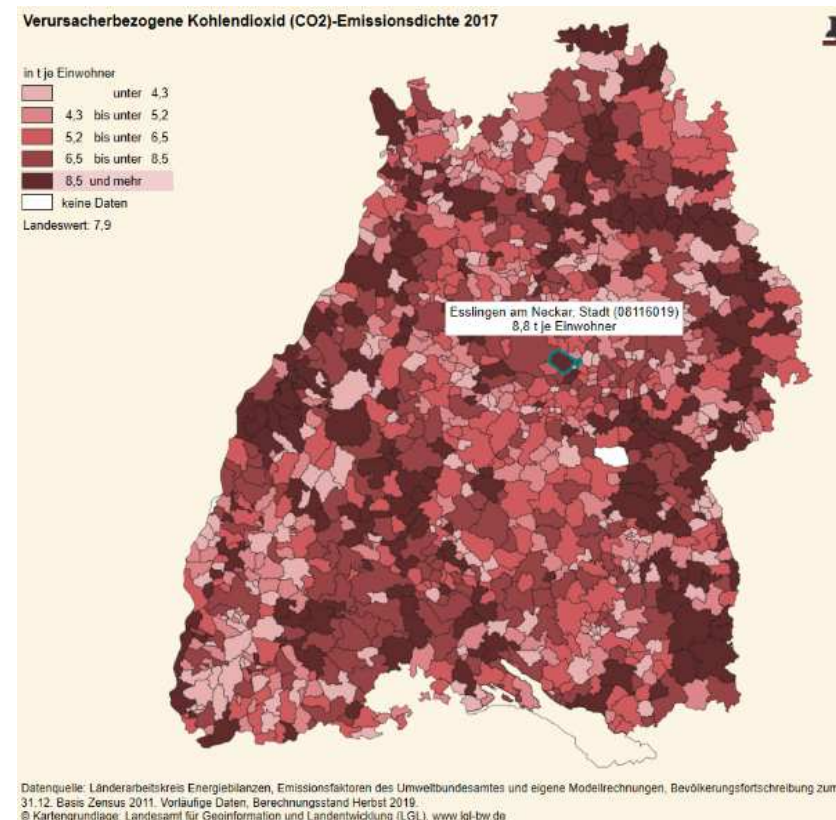 Verursacherbezogene Kohlendioxid (CO2)-Emissionsdichte 2017
in t je Einwohner
unter 4,3
4,3 bis unter 5,2
5,2 bis unter 6,5
6,5 bis unter 8,5
8,5 und mehr
keine Daten
Landeswert: 7,9
Esslingen am Neckar, Stadt (08116019)
8,8 t je Einwohner
Datenquelle: Länderarbeitskreis Energiebilanzen, Emissionsfaktoren des Umweltbundesamtes und eigene Modellrechnungen, Bevölkerungsfortschreibung zum
31.12. Basis Zensus 2011. Vorläufige Daten, Berechnungsstand Herbst 2019.
© Kartengrundlage: Landesamt für Geoinformation und Landentwicklung (LGL), www.lgl-bw.de